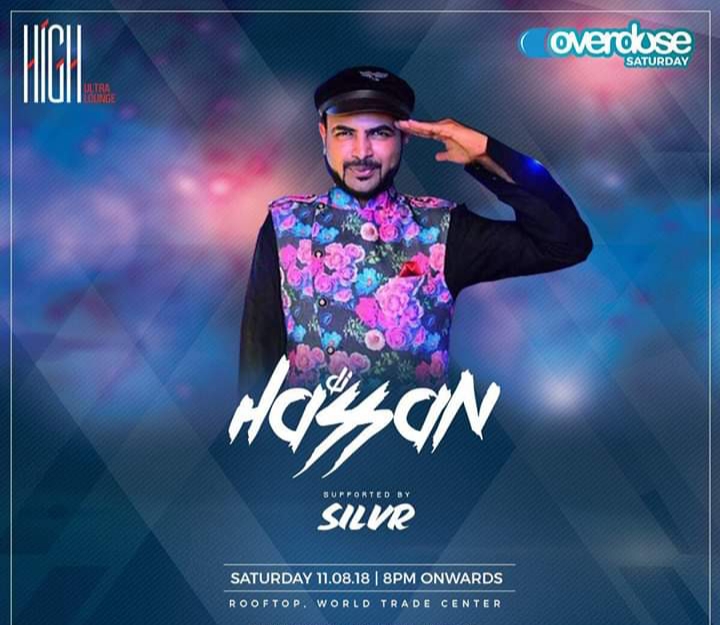 HIGH
ULTRA
LOUNGE
overdose
SATURDAY
dj
HASSAN
SUPPORTED BY
SILVR
SATURDAY 11.08.18 | 8PM ONWARDS
ROOFTOP, WORLD TRADE CENTER